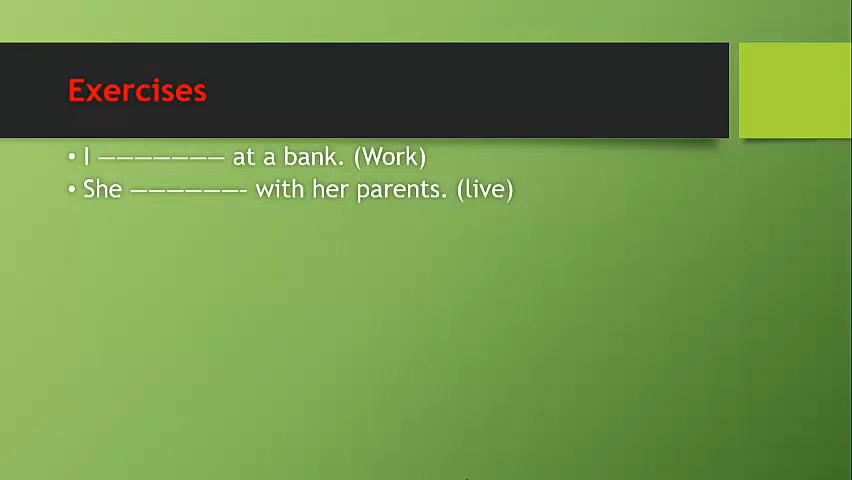 Exercises
• I ——————— at a bank. (Work)
• She ——————- with her parents. (live)